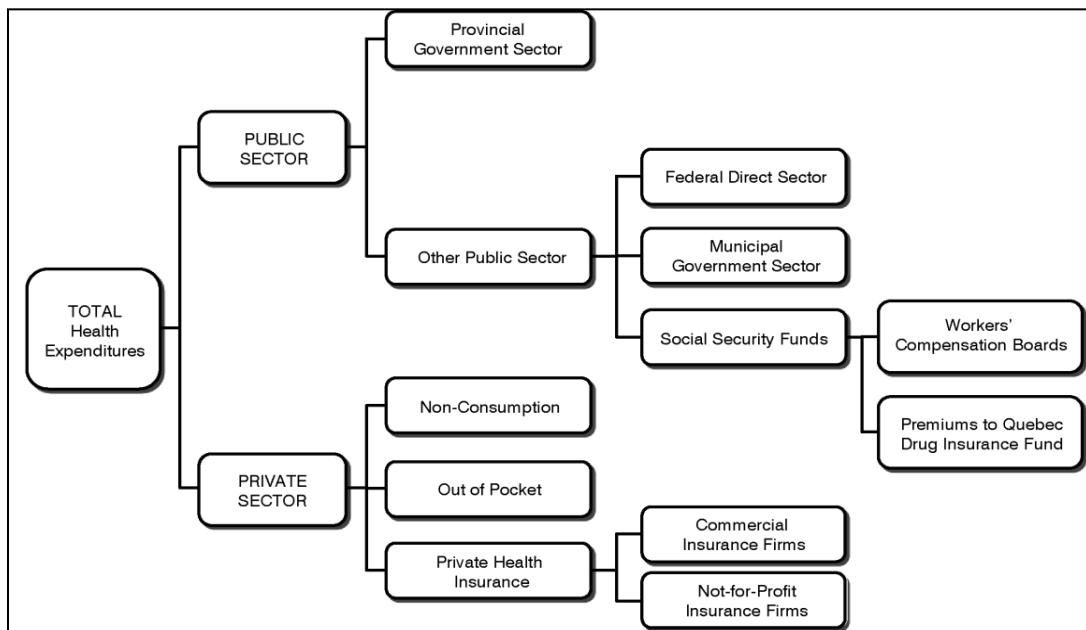 Provincial
Government Sector
PUBLIC
SECTOR
Federal Direct Sector
Other Public Sector
Municipal
Government Sector
TOTAL
Health
Expenditures
Social Security Funds
Workers’
Compensation Boards
Premiums to Quebec
Drug Insurance Fund
Non-Consumption
PRIVATE
SECTOR
Out of Pocket
Private Health
Insurance
Commercial
Insurance Firms
Not-for-Profit
Insurance Firms